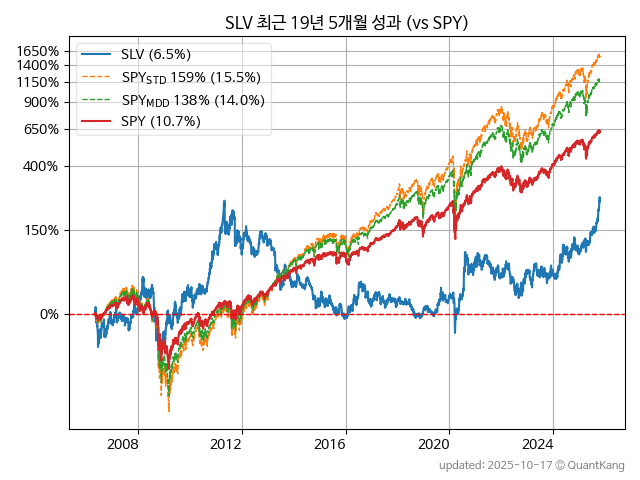 SLV 최근 19년 5개월 성과 (vs SPY)
1650%
1400%
1150%
900%
650%
400%
150%
0%
SLV (6.5%)
SPYSTD 159% (15.5%)
SPYMDD 138% (14.0%)
SPY (10.7%)
2008 2012 2016 2020 2024
updated: 2025-10-17 © QuantKang